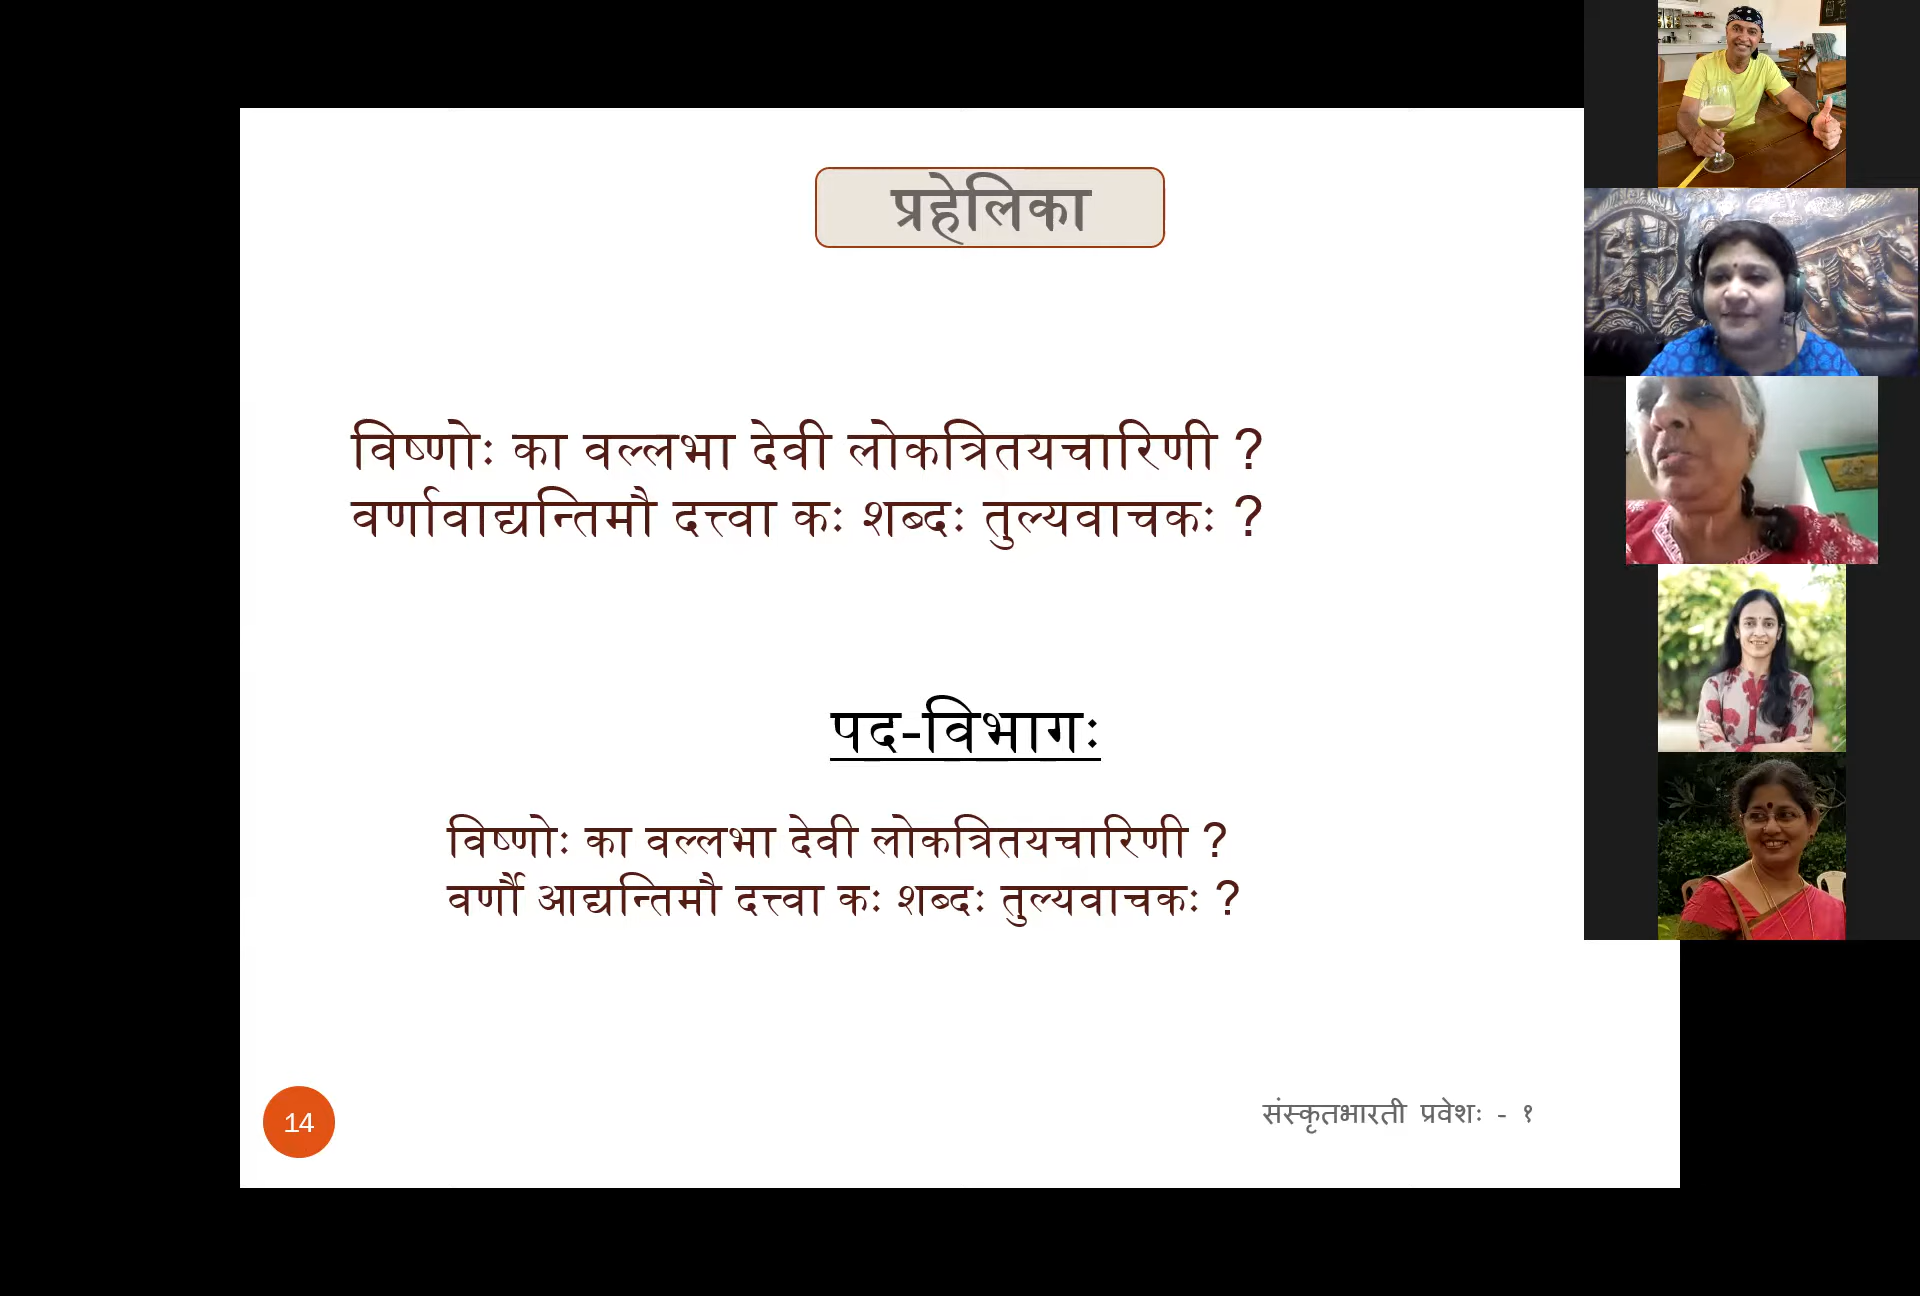 प्रहेलिका
विष्णोः का वल्लभा देवी लोकत्रितयचारिणी ?
वर्णावाद्यन्तिमौ दत्त्वा कः शब्दः तुल्यवाचकः ?
पद-विभागः
विष्णोः का वल्लभा देवी लोकत्रितयचारिणी ?
वर्णौ आद्यन्तिमौ दत्त्वा कः शब्दः तुल्यवाचकः ?
14
संस्कृतभारती प्रवेशः - १